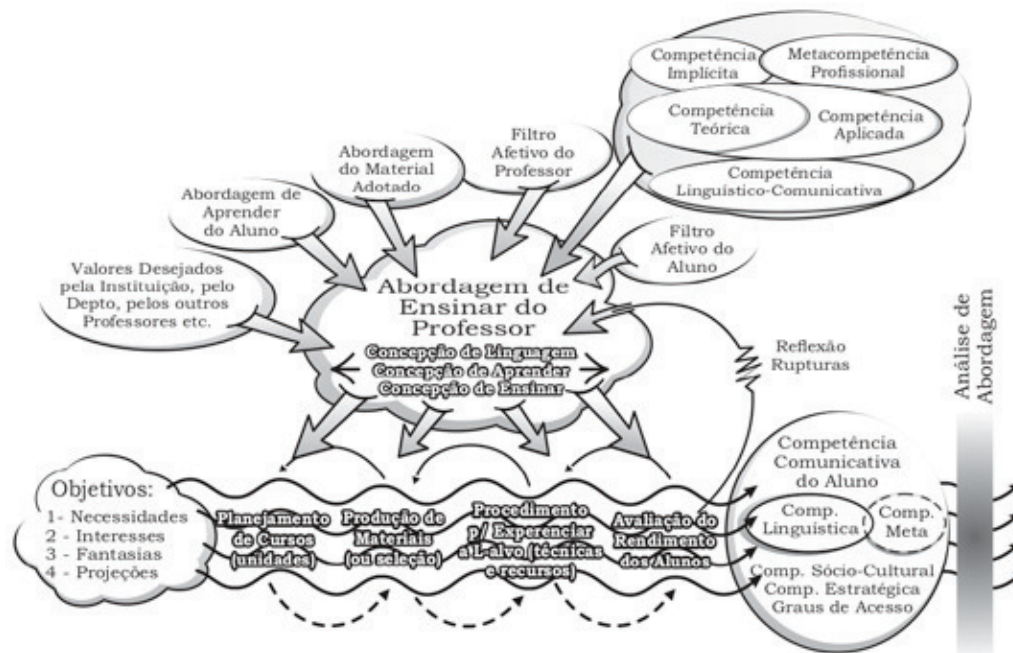 Competência
Implícita
Metacompetência
Profissional
Competência
Teórica
Competência
Aplicada
Competência
Linguístico-Comunicativa
Filtro
Afetivo do
Professor
Abordagem
do Material
Adotado
Abordagem de
Aprender
do Aluno
Filtro
Afetivo do
Aluno
Valores Desejados
pela Instituição, pelo
Depto, pelos outros
Professores etc.
Abordagem de
Ensinar do
Professor
Concepção de Linguagem
Concepção de Aprender
Concepção de Ensinar
Reflexão
Rupturas
Análise de
Abordagem
Objetivos:
1- Necessidades
2 - Interesses
3 - Fantasias
4 - Projeções
Planejamento
de Cursos
(unidades)
Produção de
Materiais
(ou seleção)
Procedimento
p/ Experenciar
a L-alvo (técnicas
e recursos)
Avaliação do
Rendimento
dos Alunos
Competência
Comunicativa
do Aluno
Comp.
Linguística
Comp.
Meta
Comp. Sócio-Cultural
Comp. Estratégica
Graus de Acesso